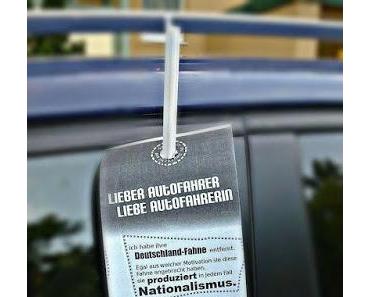 LIEBER AUTOFAHRER
LIEBE AUTOFAHRERIN
ich habe ihre
Deutschland-Fahne entfernt.
Egal aus welcher Motivation sie diese
Fahne angebracht haben,
sie produziert in jedem Fall
Nationalismus.